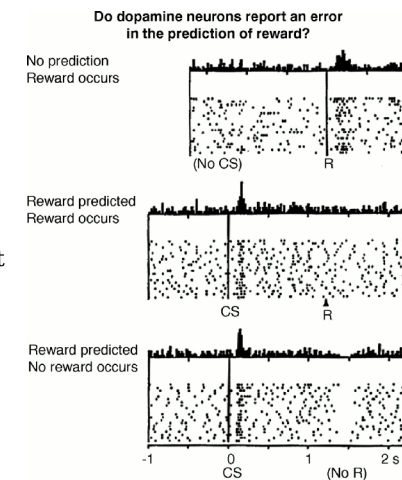 Do dopamine neurons report an error
in the prediction of reward?
No prediction
Reward occurs
(No CS) R
Reward predicted
Reward occurs
t
CS R
Reward predicted
No reward occurs
-1 0 1 2 s
CS (No R)